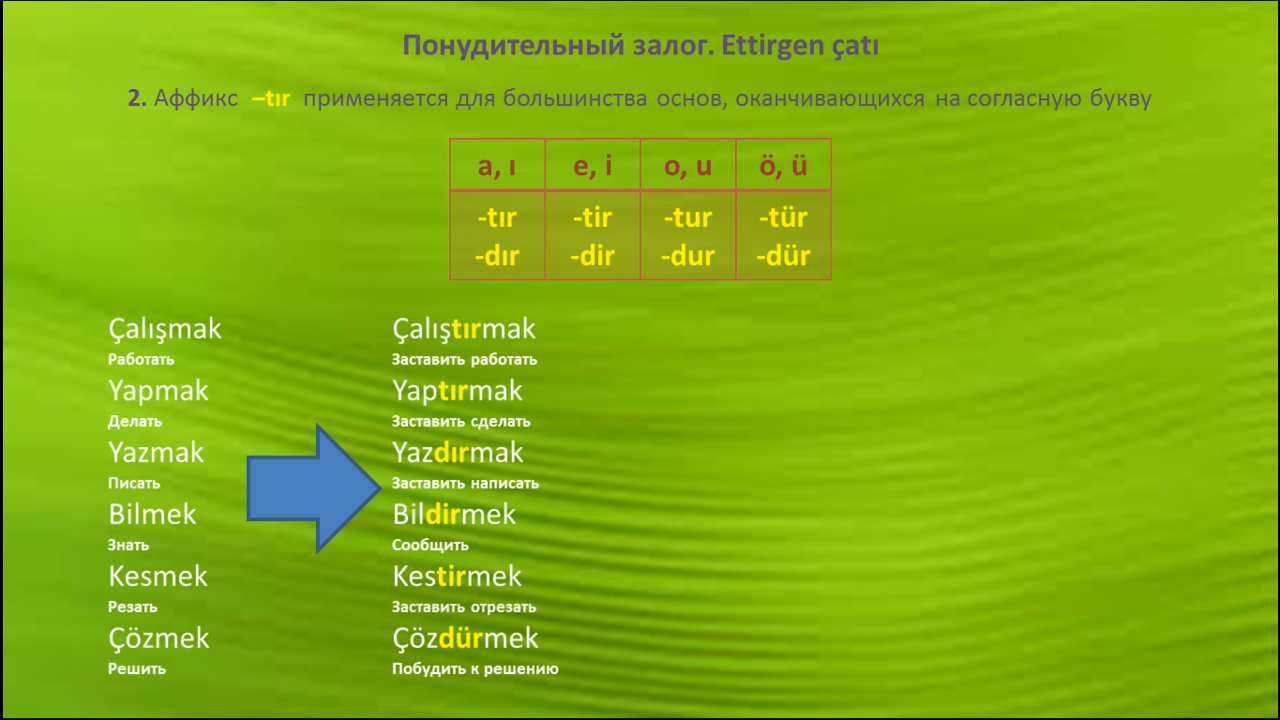 Понудительный залог. Ettirgen çatı
2. Аффикс –tır применяется для большинства основ, оканчивающихся на согласную букву
a, ı e, i o, u ö, ü
-tır -tir -tur -tür
-dır -dir -dur -dür
Çalışmak Çalıştırmak
Работать Заставить работать
Yapmak Yaptırmak
Делать Заставить сделать
Yazmak Yazdırmak
Писать Заставить написать
Bilmek Bildirmek
Знать Сообщить
Kesmek Kestirmek
Резать Заставить отрезать
Çözmek Çözdürmek
Решить Побудить к решению